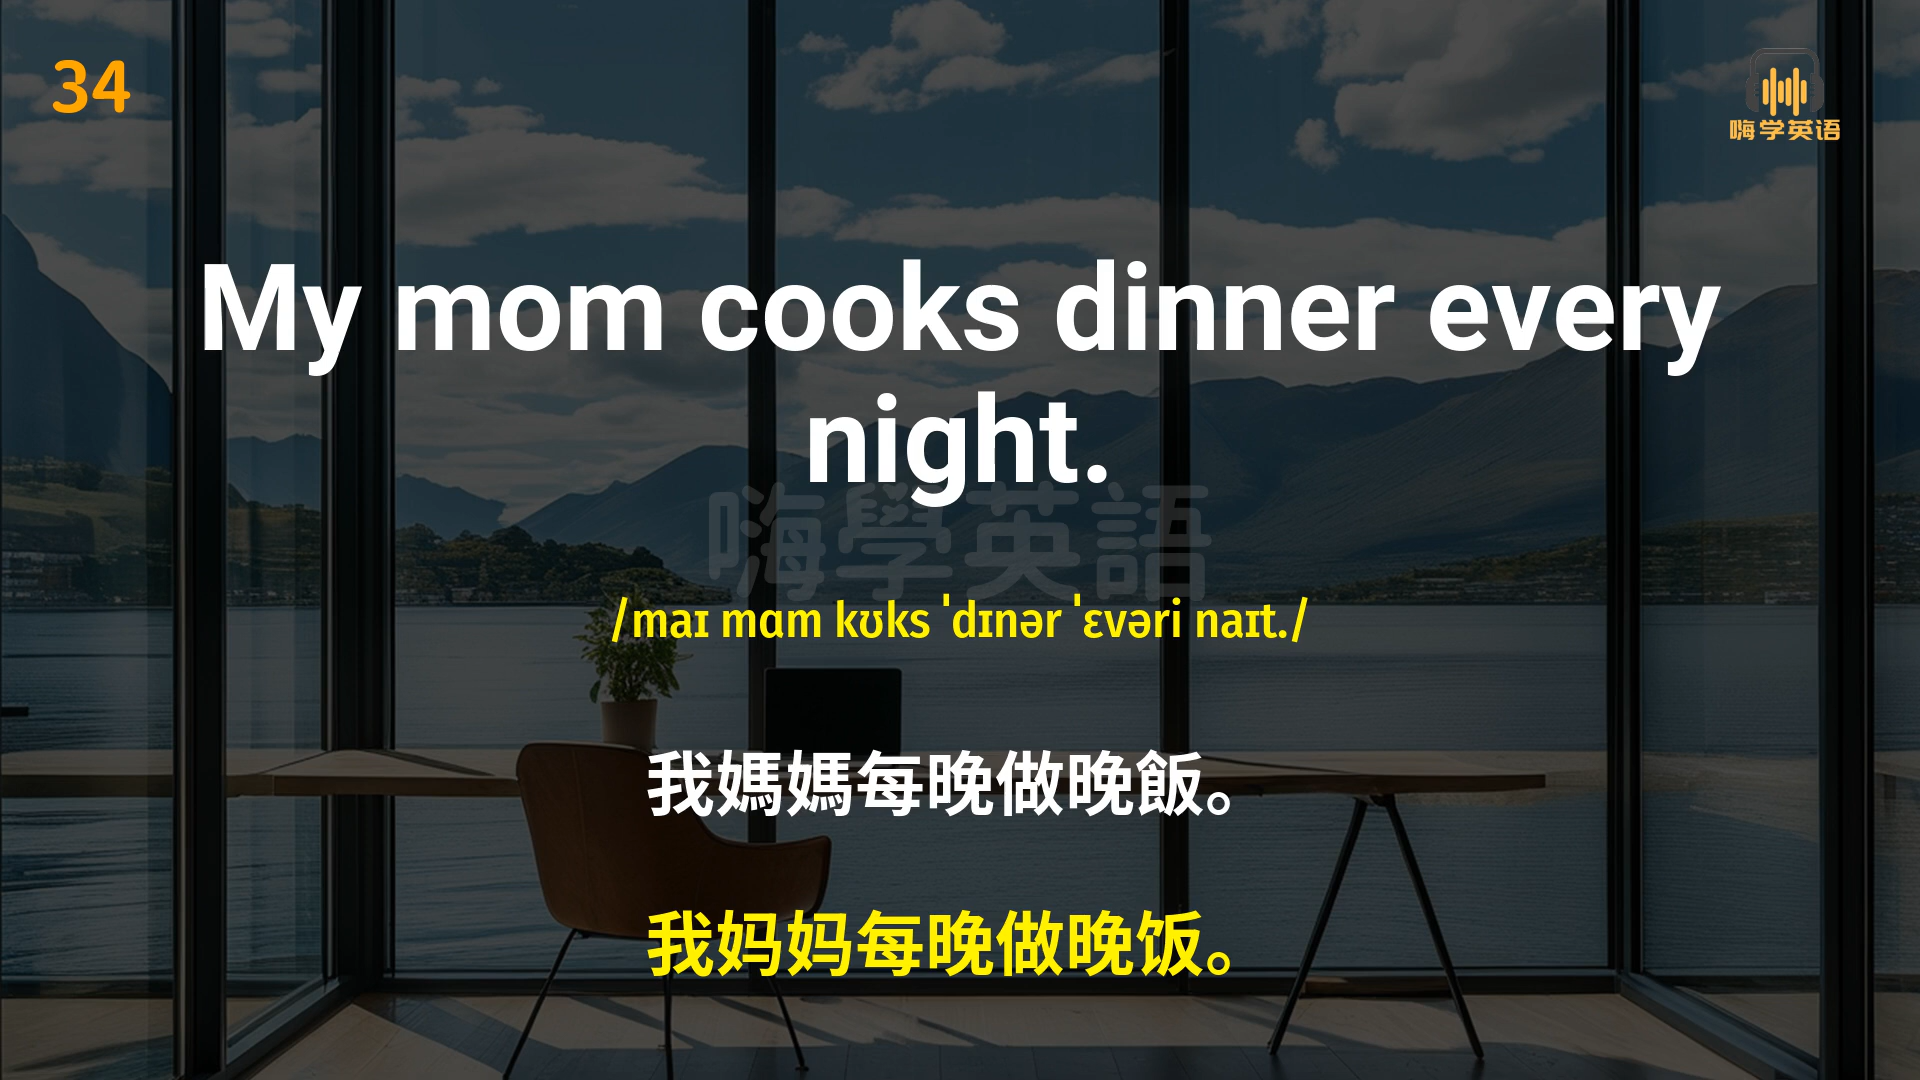 34
嗨学英语
My mom cooks dinner every
night.
嗨學英語
/maɪ mɑm kʊks ˈdɪnər ˈɛvəri naɪt./
我媽媽每晚做晚飯。
我妈妈每晚做晚饭。